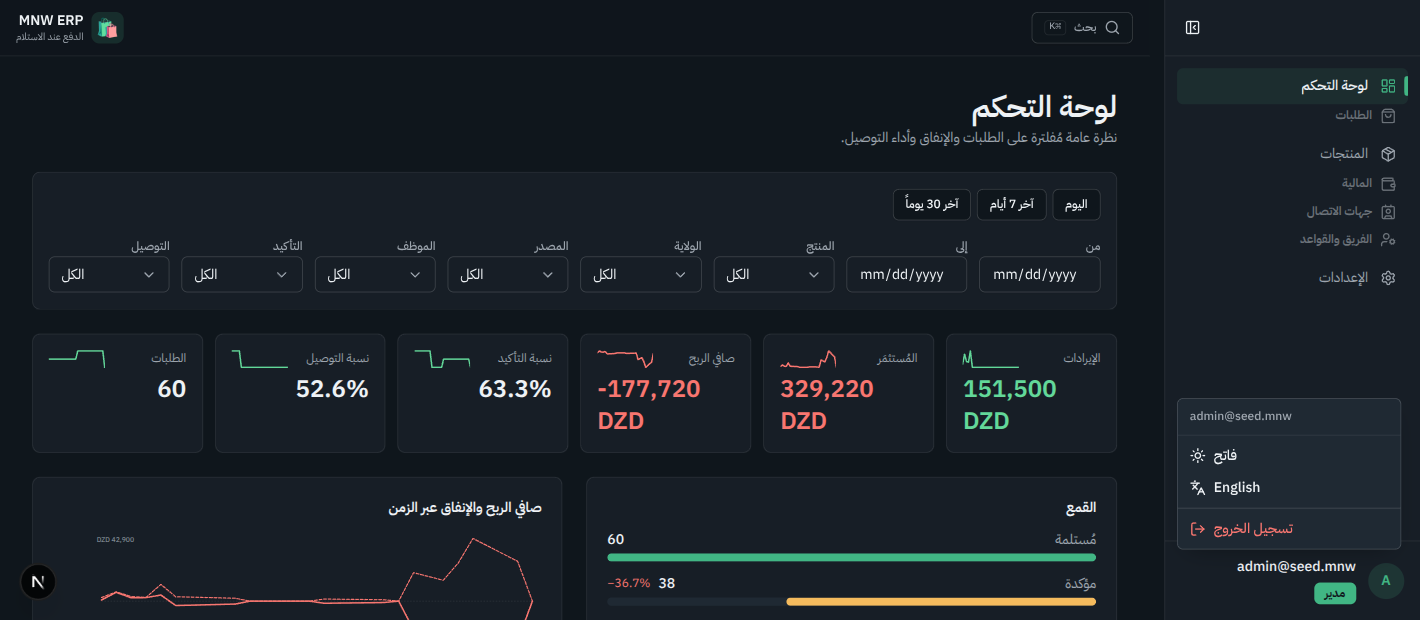 MNW ERP
الدفع عند الاستلام
بحث
⌘K
لوحة التحكم
الطلبات
المنتجات
المالية
جهات الاتصال
الفريق والقواعد
الإعدادات
admin@seed.mnw
فاتح
English
تسجيل الخروج
admin@seed.mnw
مدير
A
لوحة التحكم
نظرة عامة مُفلترة على الطلبات والإنفاق وأداء التوصيل.
اليوم
آخر 7 أيام
آخر 30 يوماً
من
إلى
المنتج
الولاية
المصدر
الموظف
التأكيد
التوصيل
mm/dd/yyyy
mm/dd/yyyy
الكل
الكل
الكل
الكل
الكل
الكل
الإيرادات
151,500
DZD
المُستثمَر
329,220
DZD
صافي الربح
-177,720
DZD
نسبة التأكيد
63.3%
نسبة التوصيل
52.6%
الطلبات
60
القمع
مُستلمة
60
مؤكدة
38 −36.7%
صافي الربح والإنفاق عبر الزمن
DZD 42,900
N